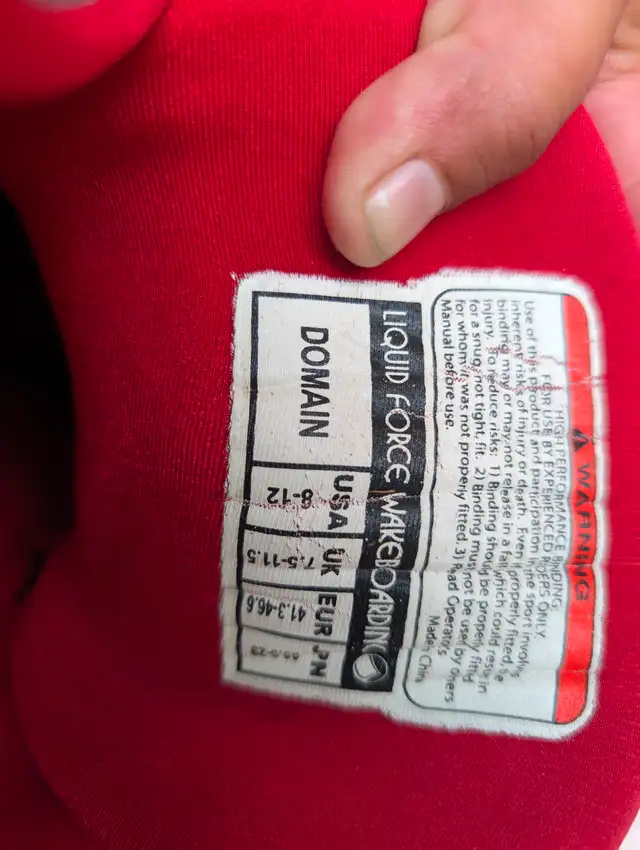 WARNING
HIGH PERFORMANCE BINDING:
FOR USE BY EXPERIENCED RIDERS ONLY.
Use of this product and participation in the sport involves
inherent risks of injury or death. Even if properly fitted, the
binding may or may not release in a fall which could result in
injury. To reduce risks: 1) Binding should be properly fitted
for a snug, not tight, fit. 2) Binding must not be used by others
for whom it was not properly fitted. 3) Read Operator's
Manual before use.
Made in China
LIQUID FORCE WAKEBOARDING
DOMAIN
USA UK EUR JPN
8-12 7.5-11.5 41.3-46.6